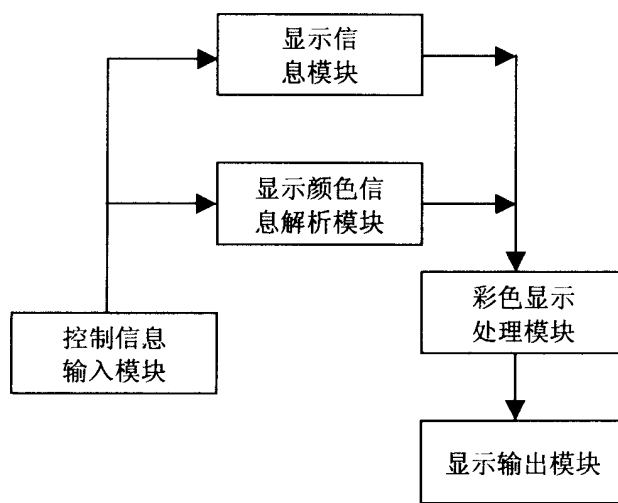 显示信
息模块
显示颜色信
息解析模块
控制信息
输入模块
彩色显示
处理模块
显示输出模块